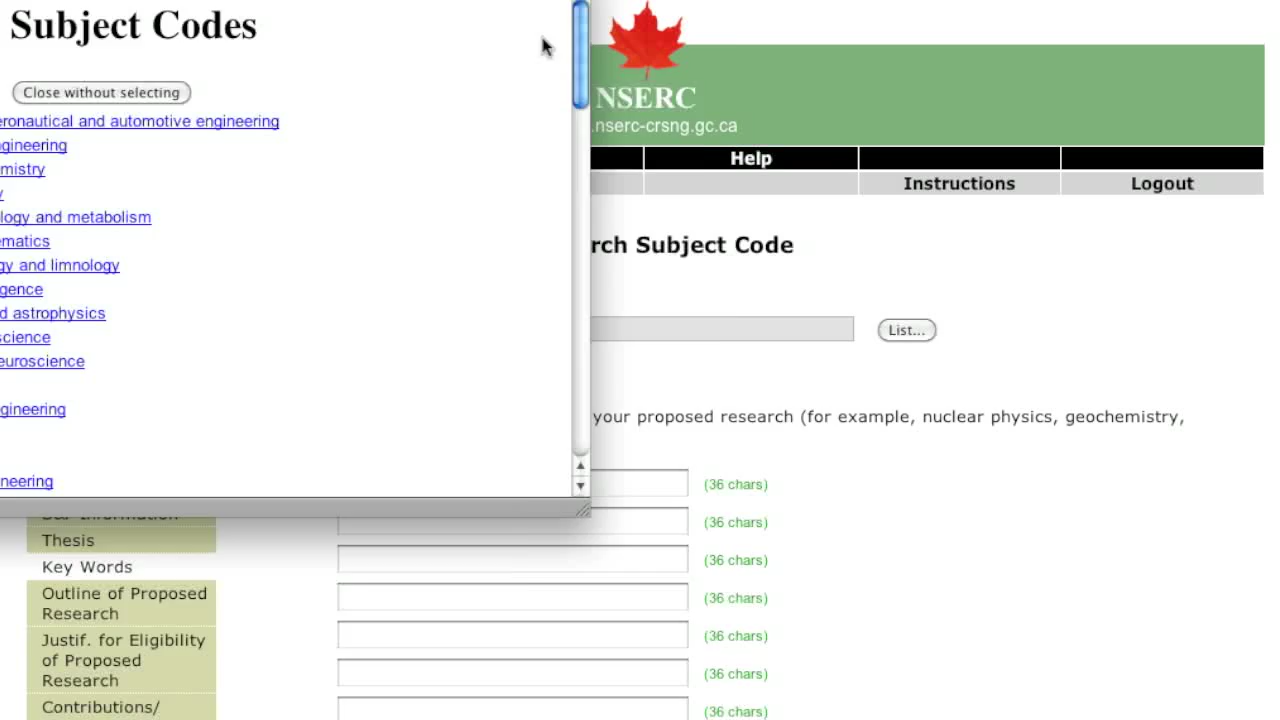 Subject Codes
Close without selecting
eronautical and automotive engineering
gineering
mistry
y
logy and metabolism
ematics
gy and limnology
gence
d astrophysics
science
euroscience
gineering
neering
NSERC
.nserc-crsng.gc.ca
Help
Instructions
Logout
rch Subject Code
List...
your proposed research (for example, nuclear physics, geochemistry,
(36 chars)
(36 chars)
(36 chars)
(36 chars)
(36 chars)
(36 chars)
(36 chars)
Information
Thesis
Key Words
Outline of Proposed
Research
Justif. for Eligibility
of Proposed
Research
Contributions/